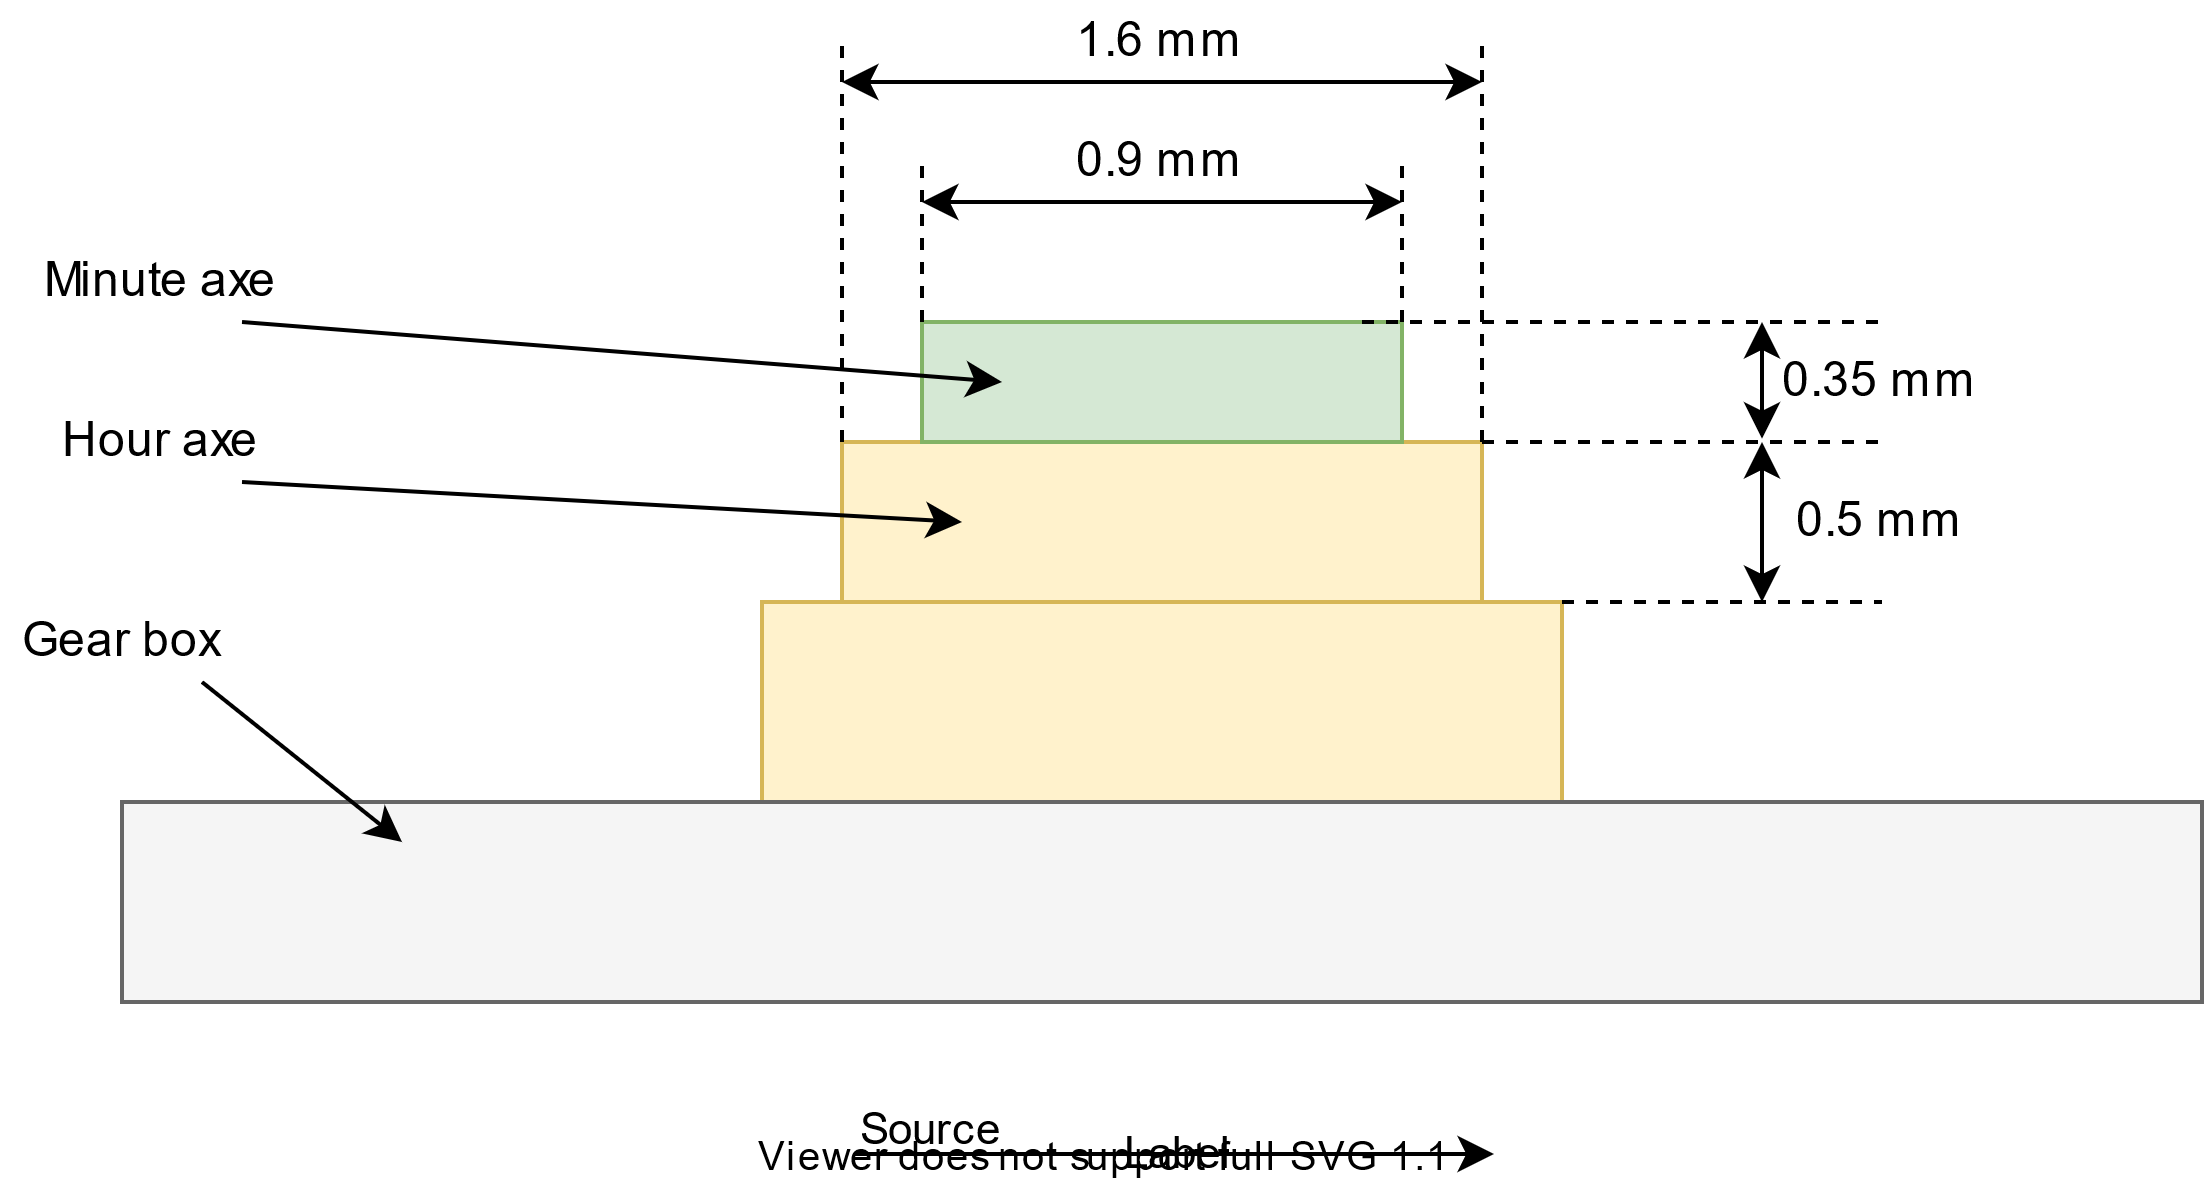 1.6 mm
0.9 mm
Minute axe
0.35 mm
Hour axe
0.5 mm
Gear box
Source
Label
Viewer does not support full SVG 1.1